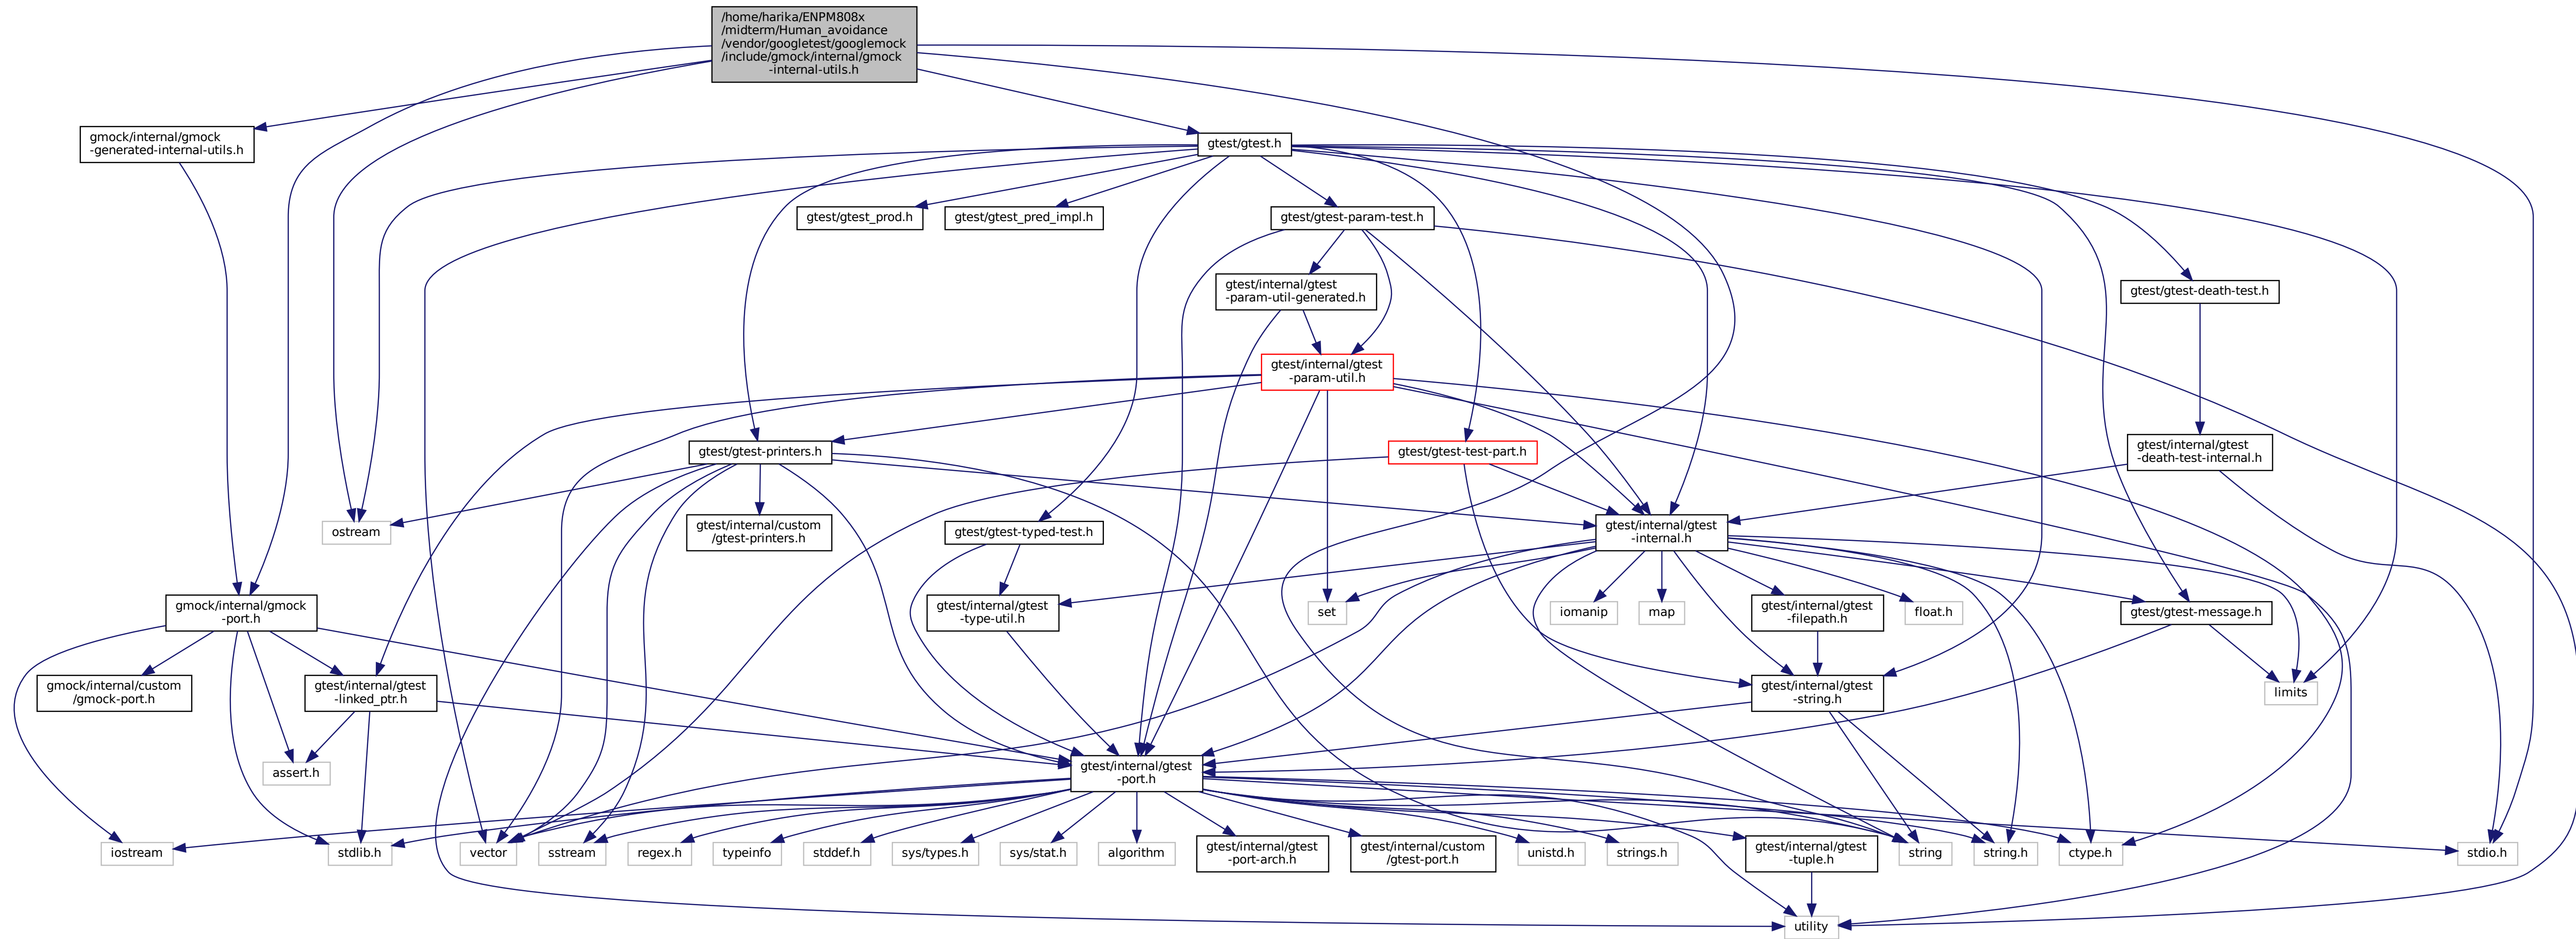 /home/harika/ENPM808x
/midterm/Human_avoidance
/vendor/googletest/googlemock
/include/gmock/internal/gmock
-internal-utils.h
gmock/internal/gmock
-generated-internal-utils.h
gtest/gtest.h
gtest/gtest_prod.h
gtest/gtest_pred_impl.h
gtest/gtest-param-test.h
gtest/internal/gtest
-param-util-generated.h
gtest/gtest-death-test.h
gtest/internal/gtest
-param-util.h
gtest/gtest-printers.h
gtest/gtest-test-part.h
gtest/internal/gtest
-death-test-internal.h
ostream
gtest/internal/custom
/gtest-printers.h
gtest/gtest-typed-test.h
gtest/internal/gtest
-internal.h
gmock/internal/gmock
-port.h
gtest/internal/gtest
-type-util.h
set
iomanip
map
gtest/internal/gtest
-filepath.h
float.h
gtest/gtest-message.h
gmock/internal/custom
/gmock-port.h
gtest/internal/gtest
-linked_ptr.h
gtest/internal/gtest
-string.h
limits
assert.h
gtest/internal/gtest
-port.h
iostream
stdlib.h
vector
sstream
regex.h
typeinfo
stddef.h
sys/types.h
sys/stat.h
algorithm
gtest/internal/gtest
-port-arch.h
gtest/internal/custom
/gtest-port.h
unistd.h
strings.h
gtest/internal/gtest
-tuple.h
string
string.h
ctype.h
stdio.h
utility